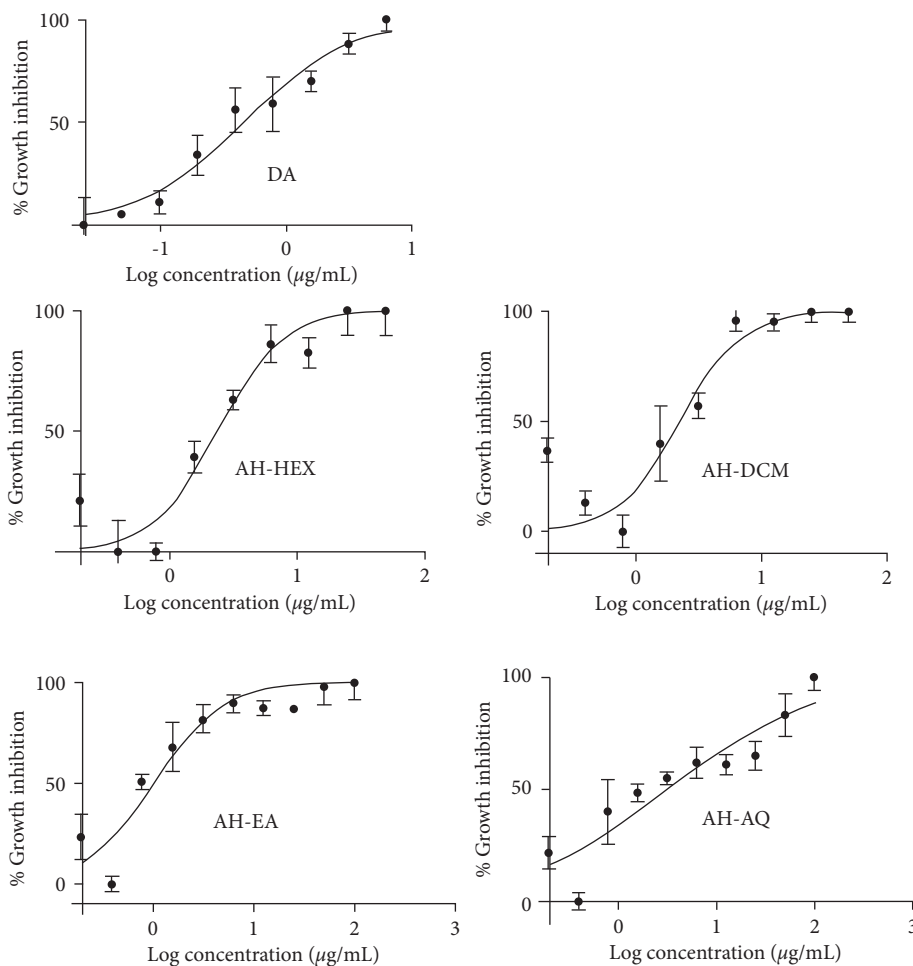 100
50
% Growth inhibition
DA
-1 0 1
Log concentration (µg/mL)
100
50
% Growth inhibition
AH-HEX
0 1 2
Log concentration (µg/mL)
100
50
0
% Growth inhibition
AH-DCM
0 1 2
Log concentration (µg/mL)
100
50
0
% Growth inhibition
AH-EA
0 1 2 3
Log concentration (µg/mL)
100
50
0
% Growth inhibition
AH-AQ
0 1 2 3
Log concentration (µg/mL)